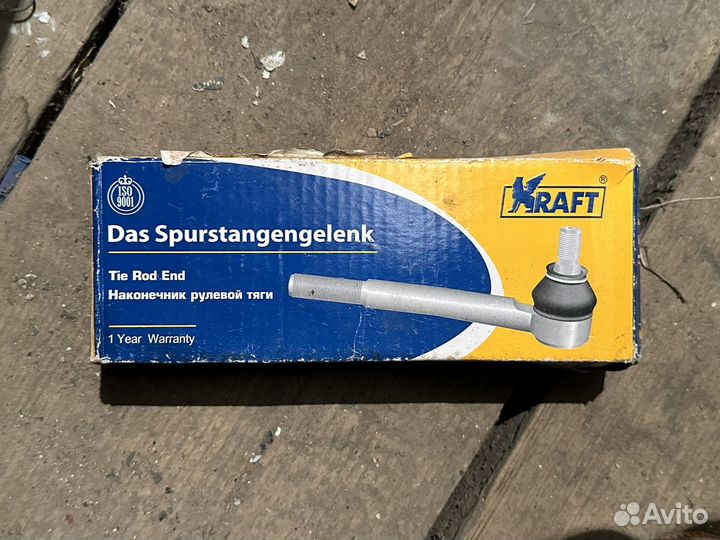 ISO
9001
KRAFT®
Das Spurstangengelenk
Tie Rod End
Наконечник рулевой тяги
1 Year Warranty
Avito